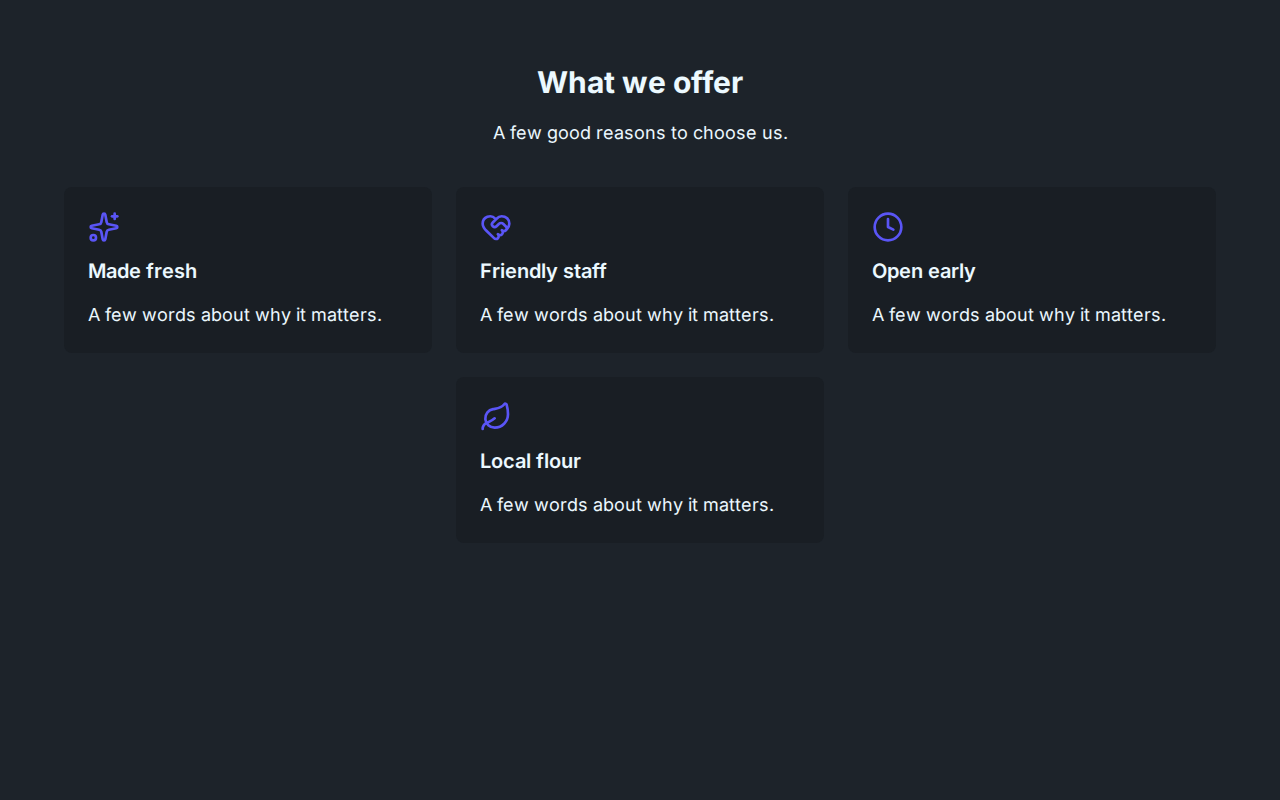 What we offer
A few good reasons to choose us.
Made fresh
A few words about why it matters.
Friendly staff
A few words about why it matters.
Open early
A few words about why it matters.
Local flour
A few words about why it matters.